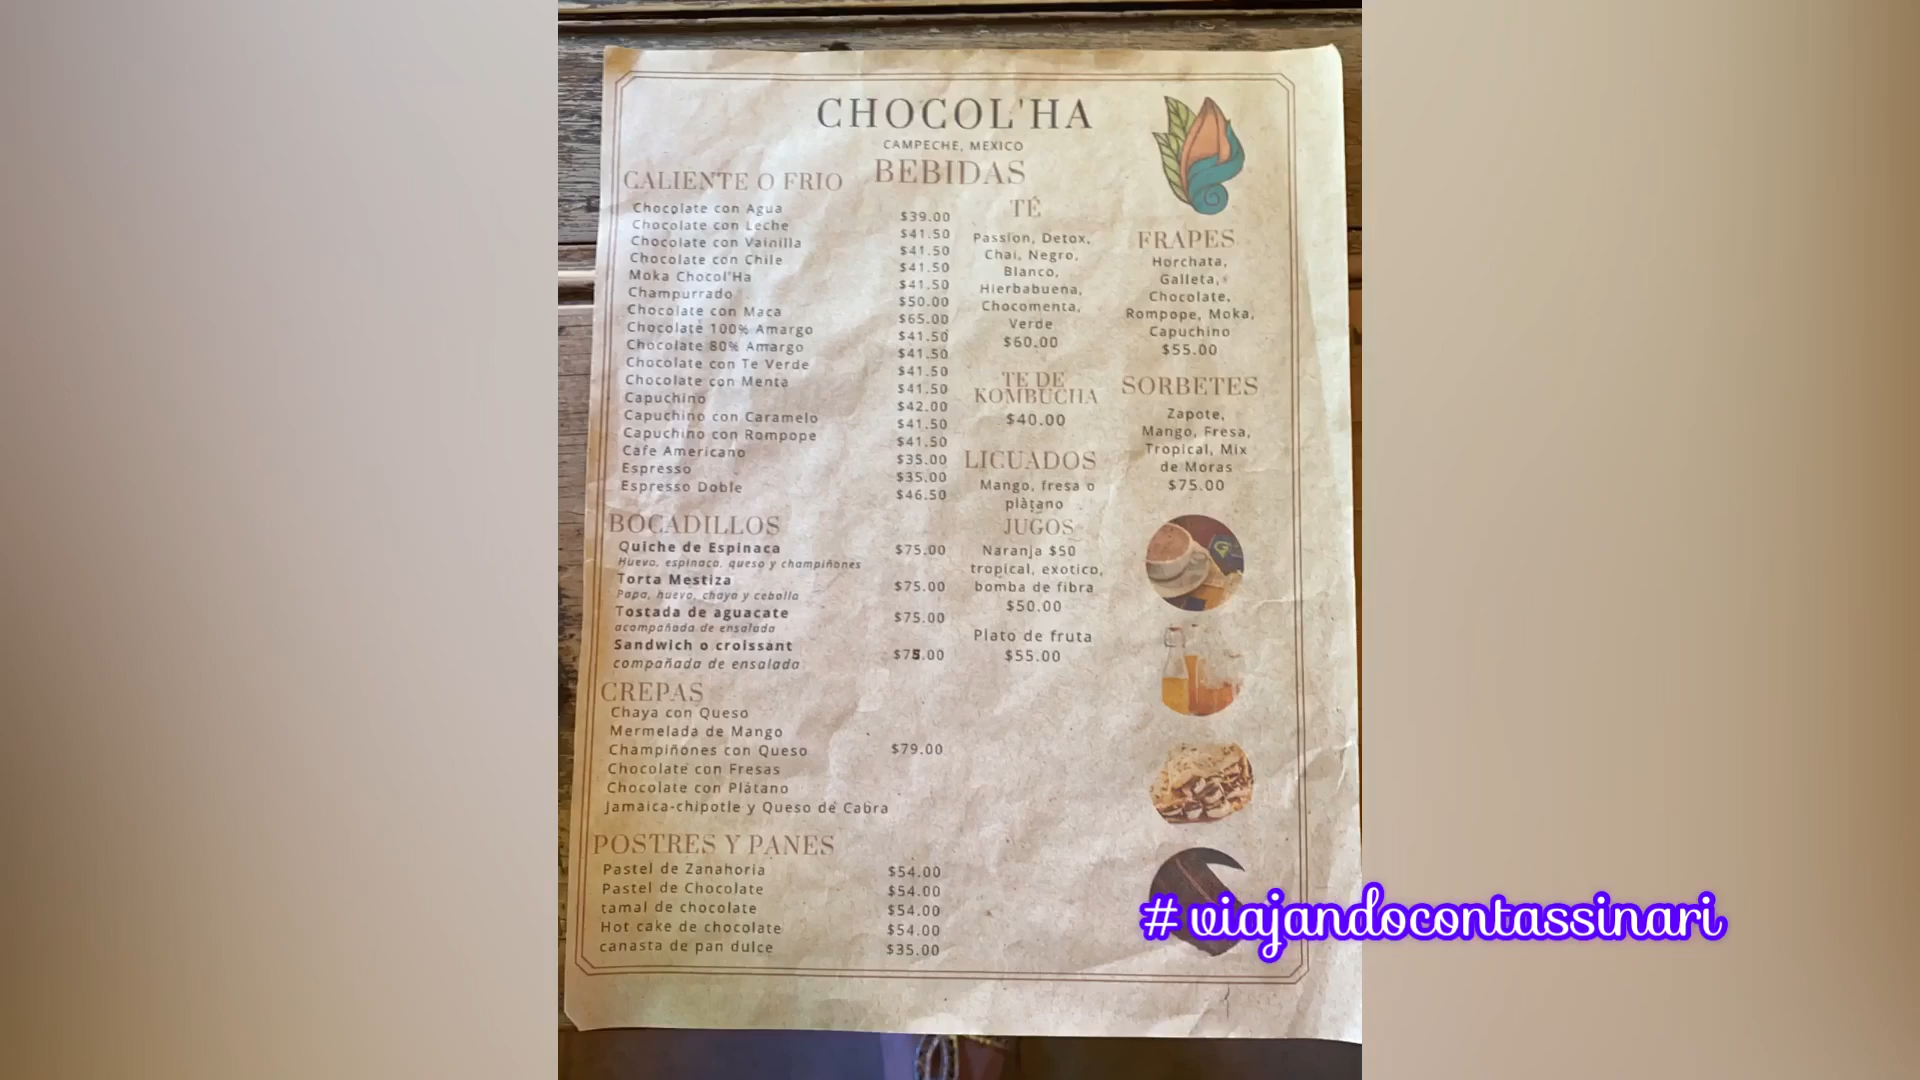 CHOCOL'HA
CAMPECHE, MEXICO
BEBIDAS
CALIENTE O FRIO
Chocolate con Agua $39.00
Chocolate con Leche $41.50
Chocolate con Vainilla $41.50
Chocolate con Chile $41.50
Moka Chocol'Ha $41.50
Champurrado $50.00
Chocolate con Maca $65.00
Chocolate 100% Amargo $41.50
Chocolate 80% Amargo $41.50
Chocolate con Te Verde $41.50
Chocolate con Menta $41.50
Capuchino $42.00
Capuchino con Caramelo $41.50
Capuchino con Rompope $41.50
Cafe Americano $35.00
Espresso $35.00
Espresso Doble $46.50
BOCADILLOS
Quiche de Espinaca $75.00
Huevo, espinaca, queso y champiñones
Torta Mestiza $75.00
Papa, huevo, chaya y cebolla
Tostada de aguacate $75.00
acompañada de ensalada
Sandwich o croissant $75.00
compañada de ensalada
CREPAS
Chaya con Queso
Mermelada de Mango
Champiñones con Queso $79.00
Chocolate con Fresas
Chocolate con Plátano
Jamaica-chipotle y Queso de Cabra
POSTRES Y PANES
Pastel de Zanahoria $54.00
Pastel de Chocolate $54.00
tamal de chocolate $54.00
Hot cake de chocolate $54.00
canasta de pan dulce $35.00
TÉ
Passion, Detox,
Chai, Negro,
Blanco,
Hierbabuena,
Chocomenta,
Verde
$60.00
TE DE
KOMBUCHA
$40.00
LICUADOS
Mango, fresa o
plàtano
JUGOS
Naranja $50
tropical, exotico,
bomba de fibra
$50.00
Plato de fruta
$55.00
FRAPES
Horchata,
Galleta,
Chocolate,
Rompope, Moka,
Capuchino
$55.00
SORBETES
Zapote,
Mango, Fresa,
Tropical, Mix
de Moras
$75.00
# viajandocontassinari